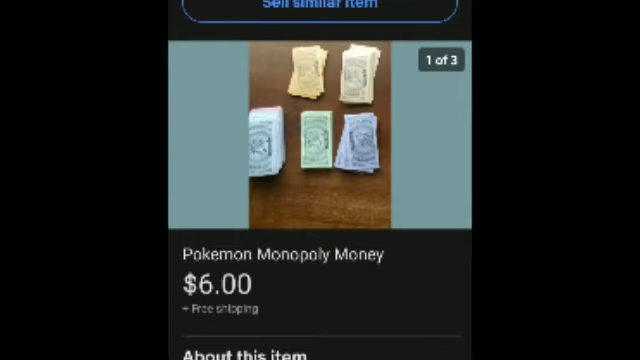 Sell similar item
1 of 3
Pokemon Monopoly Money
$6.00
+ Free shipping
About this item